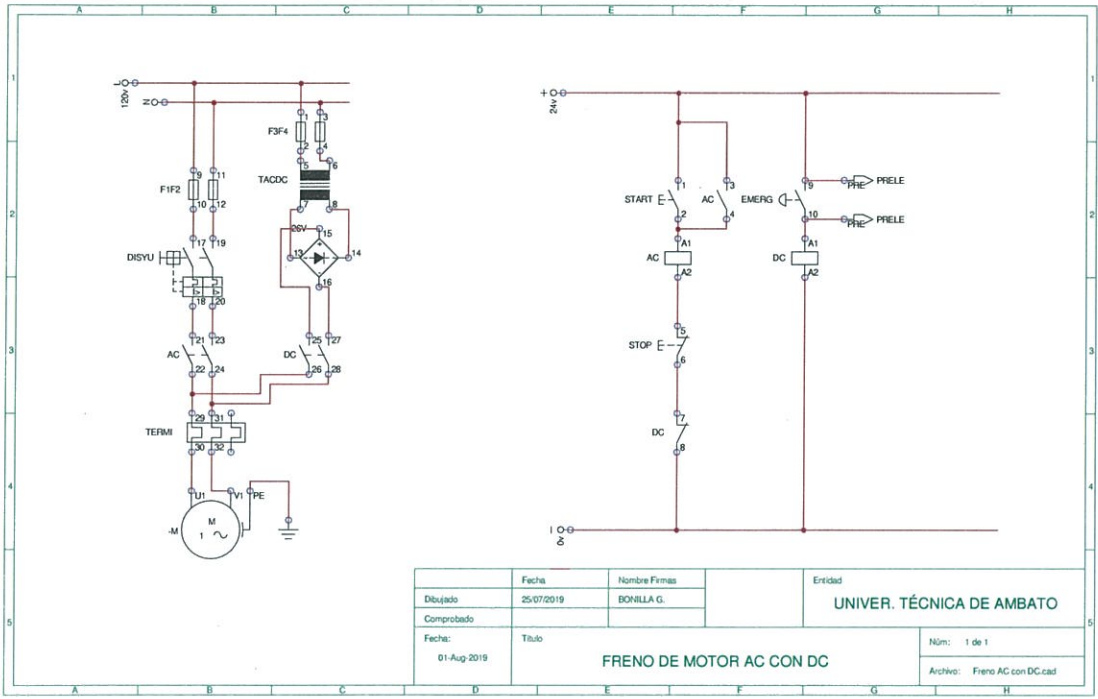 A B C D E F G H
1 1
L
120v
N
+
24v
1 3
F3F4
2 4
5 6
TACDC
7 8
9 11
F1F2
10 12
26V 15
13 14
16
17 19
DISYU
18 20
21 23
AC
22 24
25 27
DC
26 28
29 31
TERMI
30 32
U1 V1 PE
-M
M
1
1 3 9
START AC EMERG
2 4 10
PRE PRELE
PRE PRELE
A1 A1
AC DC
A2 A2
5
STOP
6
7
DC
8
0v
2 2
3 3
4 4
5 5
Fecha Nombre Firmas Entidad
Dibujado 25/07/2019 BONILLA G.
UNIVER. TÉCNICA DE AMBATO
Comprobado
Fecha: Título Núm: 1 de 1
01-Aug-2019
FRENO DE MOTOR AC CON DC
Archivo: Freno AC con DC.cad
A B C D E F G H